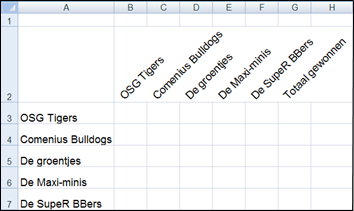 A B C D E F G H
1
2 OSG Tigers Comenius Bulldogs De groentjes De Maxi-minis De SupeR BBers Totaal gewonnen
3 OSG Tigers
4 Comenius Bulldogs
5 De groentjes
6 De Maxi-minis
7 De SupeR BBers